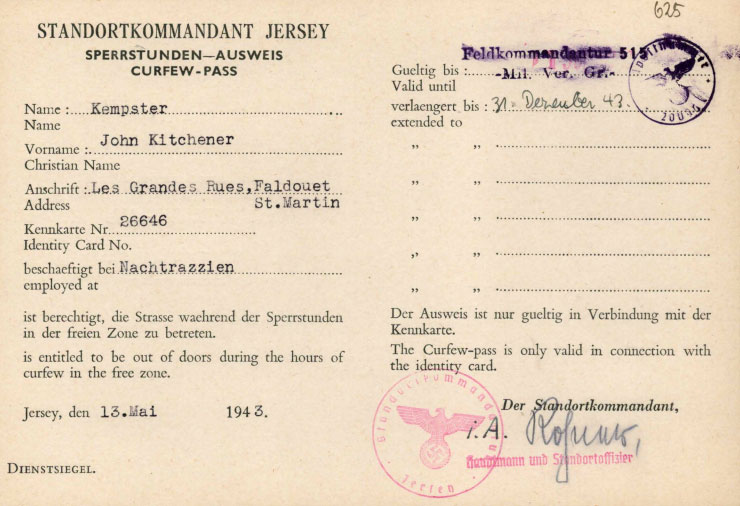 625
STANDORTKOMMANDANT JERSEY
SPERRSTUNDEN—AUSWEIS
CURFEW-PASS
Name : Kempster
Name
Vorname : John Kitchener
Christian Name
Anschrift : Les Grandes Rues, Faldouet
Address St.Martin
Kennkarte Nr. 26646
Identity Card No.
beschaeftigt bei Nachtrazzien
employed at
ist berechtigt, die Strasse waehrend der Sperrstunden
in der freien Zone zu betreten.
is entitled to be out of doors during the hours of
curfew in the free zone.
Jersey, den 13.Mai 1943.
DIENSTSIEGEL.
Feldkommandantur 515
Gueltig bis : -Mil. Ver. Gr.-
Valid until
verlaengert bis : 31. Dezember 43.
extended to
„ „
„ „
„ „
„ „
„ „
Der Ausweis ist nur gueltig in Verbindung mit der
Kennkarte.
The Curfew-pass is only valid in connection with
the identity card.
Der Standortkommandant,
i.A.
Hauptmann und Standortoffizier
Standortkommandantur